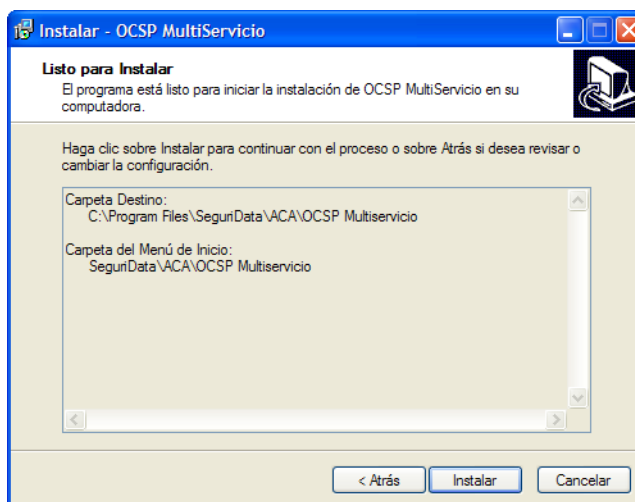 Instalar - OCSP MultiServicio
Listo para Instalar
El programa está listo para iniciar la instalación de OCSP MultiServicio en su
computadora.
Haga clic sobre Instalar para continuar con el proceso o sobre Atrás si desea revisar o
cambiar la configuración.
Carpeta Destino:
C:\Program Files\SeguriData\ACA\OCSP Multiservicio
Carpeta del Menú de Inicio:
SeguriData\ACA\OCSP Multiservicio
< Atrás
Instalar
Cancelar